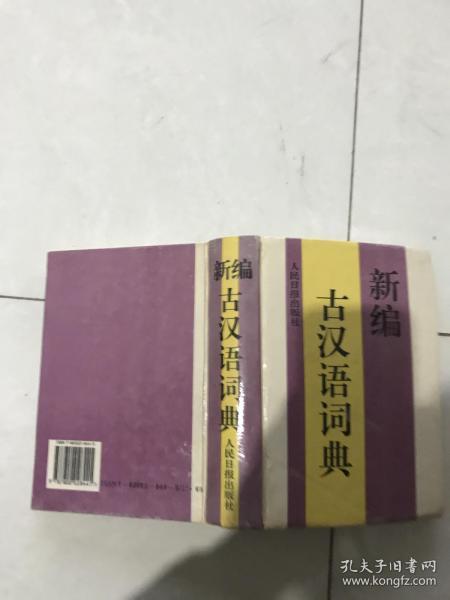 新编
古汉语词典
人民日报出版社
新编
古汉语词典
人民日报出版社
孔夫子旧书网
www.kongfz.com